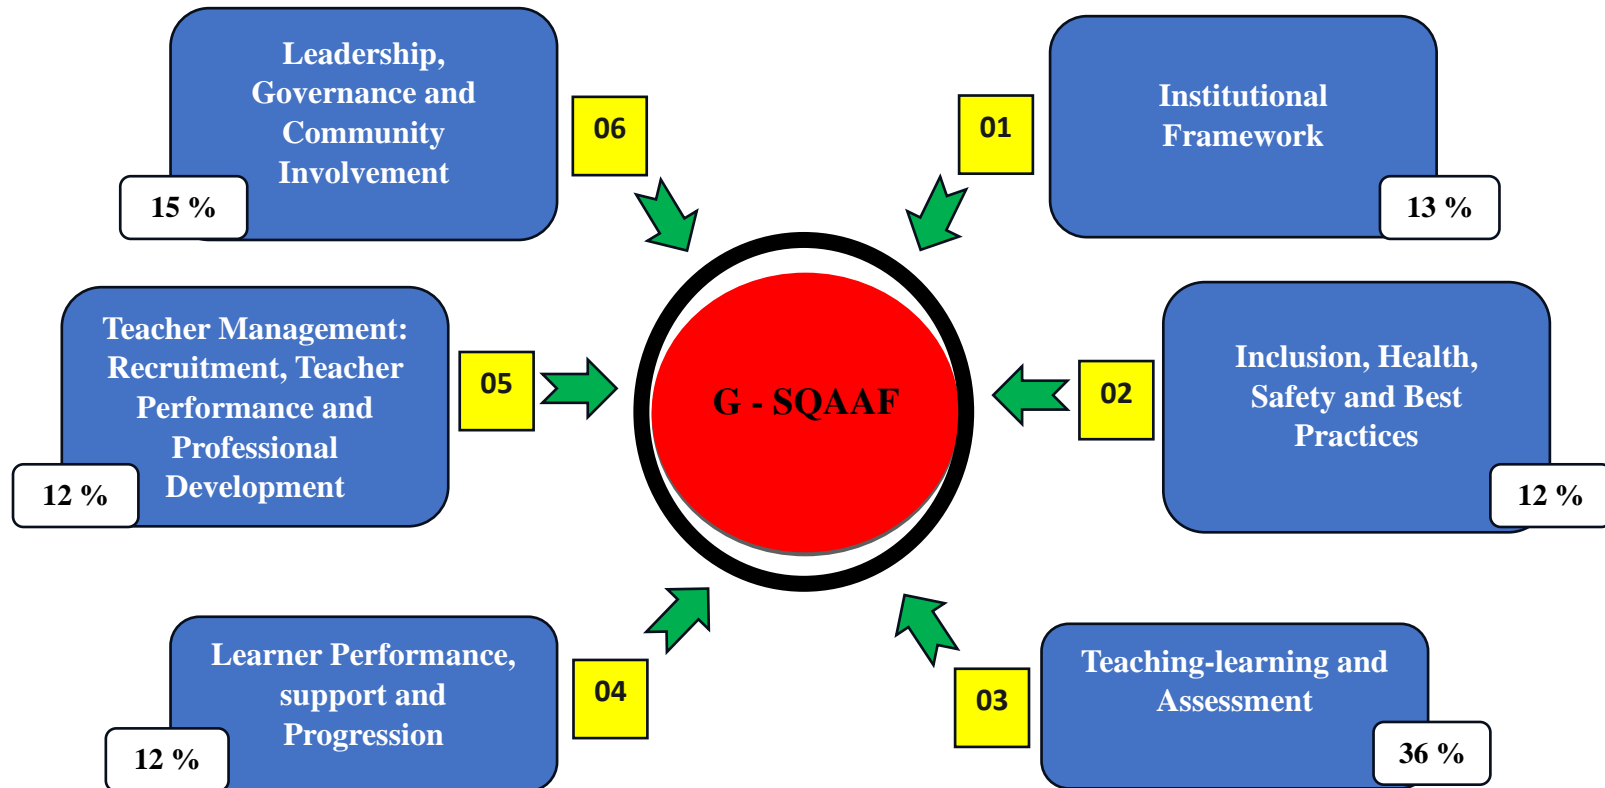 Leadership,
Governance and
Community
Involvement
15 %
06
01
Institutional
Framework
13 %
Teacher Management:
Recruitment, Teacher
Performance and
Professional
Development
12 %
05
G - SQAAF
02
Inclusion, Health,
Safety and Best
Practices
12 %
Learner Performance,
support and
Progression
12 %
04
03
Teaching-learning and
Assessment
36 %